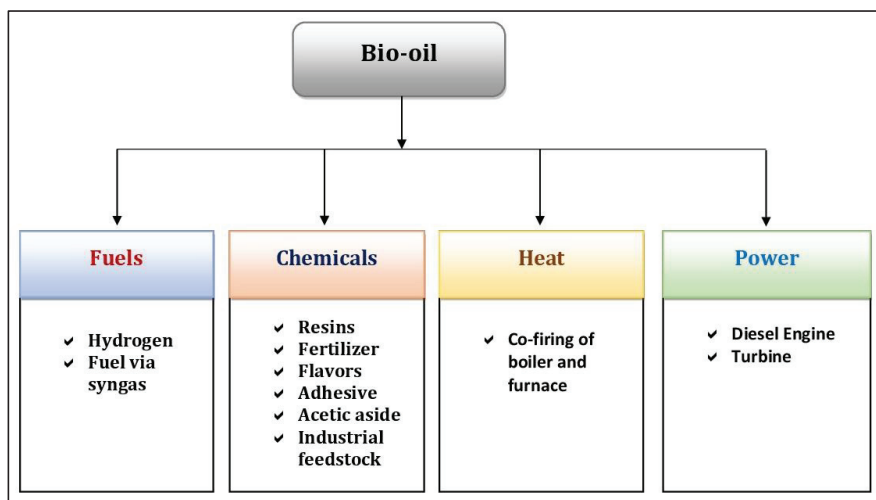 Bio-oil
Fuels
Hydrogen
Fuel via
syngas
Chemicals
Resins
Fertilizer
Flavors
Adhesive
Acetic aside
Industrial
feedstock
Heat
Co-firing of
boiler and
furnace
Power
Diesel Engine
Turbine